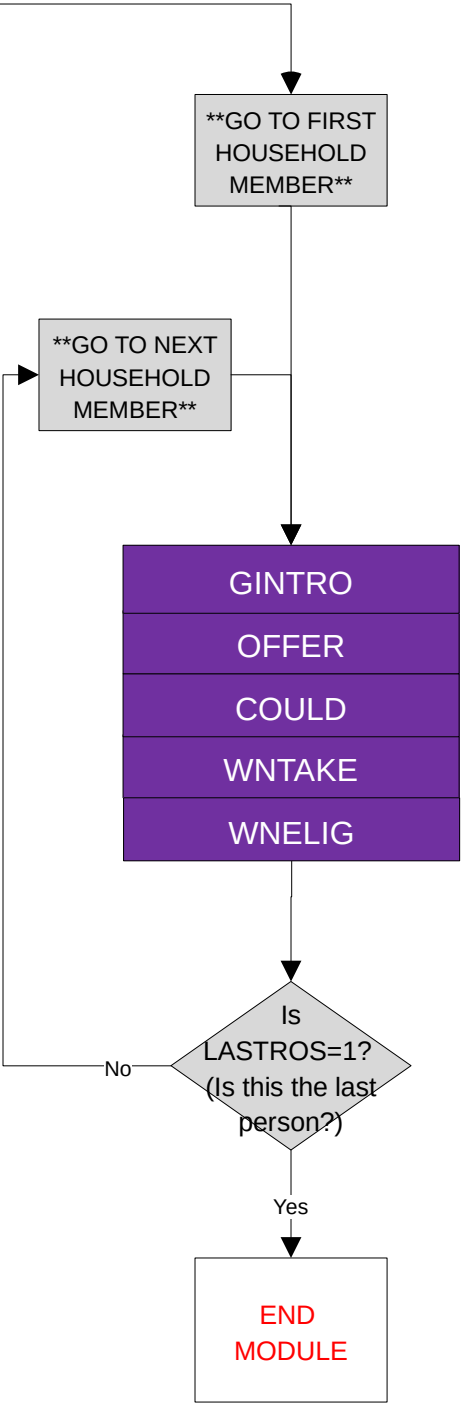 **GO TO FIRST
HOUSEHOLD
MEMBER**
**GO TO NEXT
HOUSEHOLD
MEMBER**
GINTRO
OFFER
COULD
WNTAKE
WNELIG
Is
LASTROS=1?
(Is this the last
person?)
No
Yes
END
MODULE